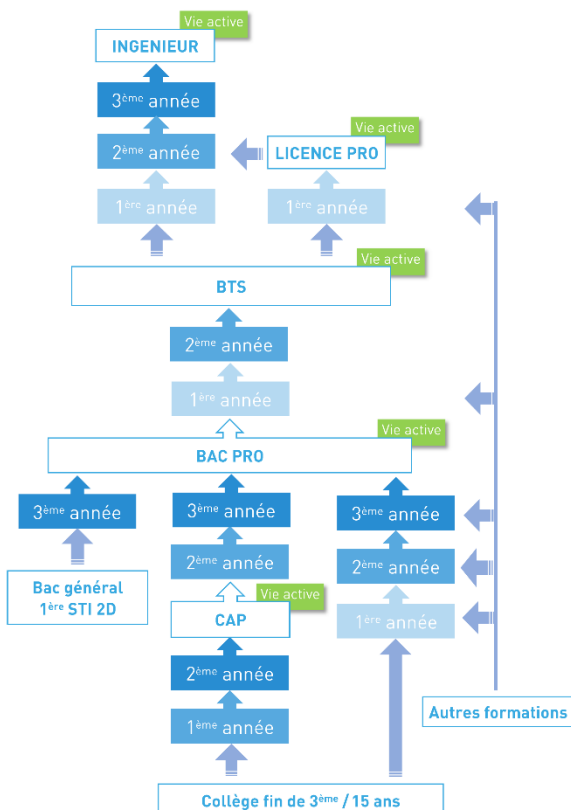 Vie active
INGENIEUR
3ème année
Vie active
2ème année
LICENCE PRO
1ère année
1ère année
Vie active
BTS
2ème année
1ère année
Vie active
BAC PRO
3ème année
3ème année
3ème année
2ème année
2ème année
Bac général
1ère STI 2D
Vie active
CAP
1ère année
2ème année
Autres formations
1ème année
Collège fin de 3ème / 15 ans